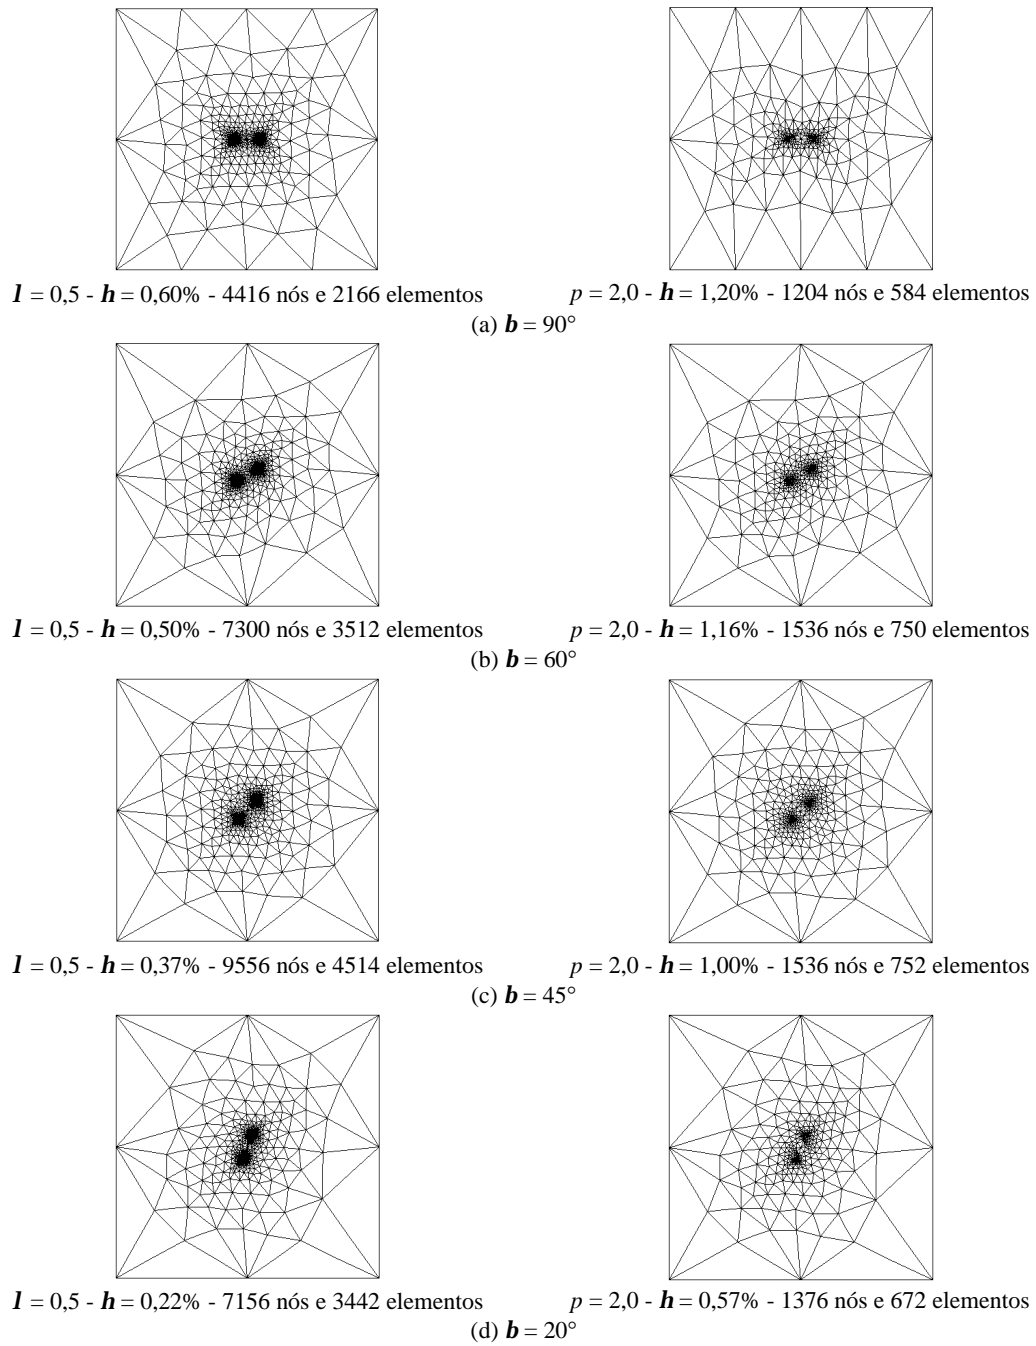 l = 0,5 - h = 0,60% - 4416 nós e 2166 elementos
p = 2,0 - h = 1,20% - 1204 nós e 584 elementos
(a) b = 90°
l = 0,5 - h = 0,50% - 7300 nós e 3512 elementos
p = 2,0 - h = 1,16% - 1536 nós e 750 elementos
(b) b = 60°
l = 0,5 - h = 0,37% - 9556 nós e 4514 elementos
p = 2,0 - h = 1,00% - 1536 nós e 752 elementos
(c) b = 45°
l = 0,5 - h = 0,22% - 7156 nós e 3442 elementos
p = 2,0 - h = 0,57% - 1376 nós e 672 elementos
(d) b = 20°